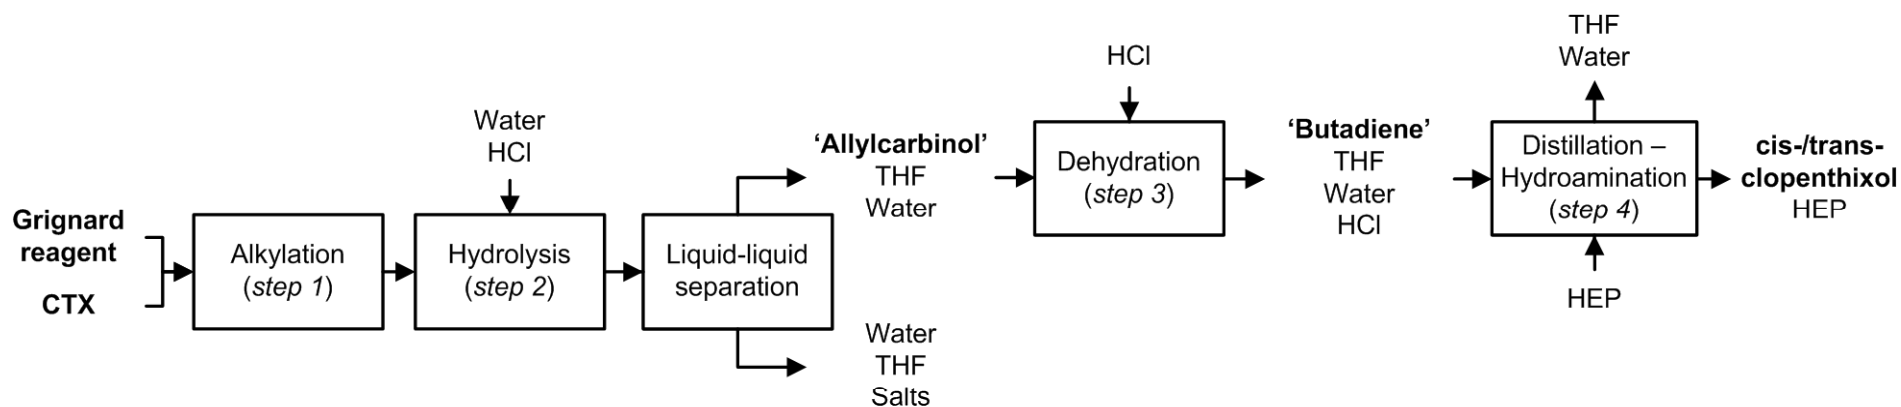 Grignard
reagent
CTX
Alkylation
(step 1)
Water
HCl
Hydrolysis
(step 2)
Liquid-liquid
separation
'Allylcarbinol'
THF
Water
Water
THF
Salts
HCl
Dehydration
(step 3)
'Butadiene'
THF
Water
HCl
THF
Water
Distillation –
Hydroamination
(step 4)
HEP
cis-/trans-
clopenthixol
HEP